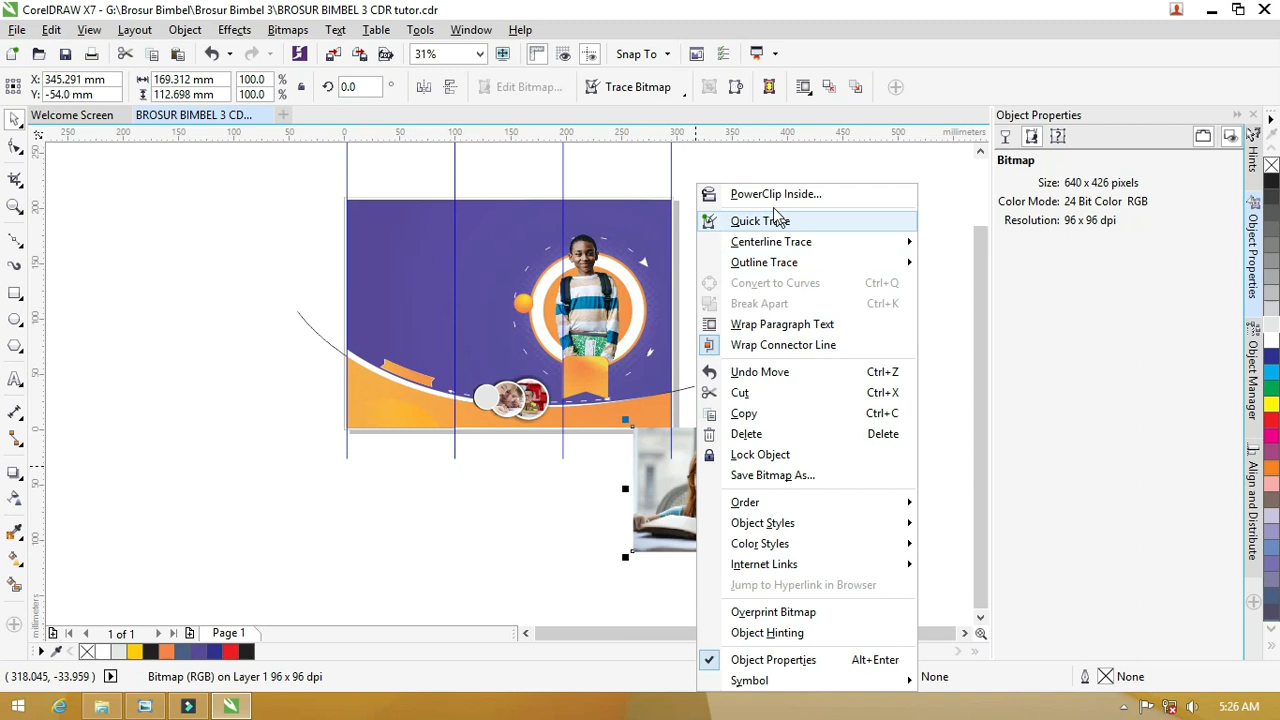 CorelDRAW X7 - G:\Brosur Bimbel\Brosur Bimbel 3\BROSUR BIMBEL 3 CDR tutor.cdr
File Edit View Layout Object Effects Bitmaps Text Table Tools Window Help
31% Snap To
X: 345.291 mm 169.312 mm 100.0 % 0.0 ° Edit Bitmap... Trace Bitmap
Y: -54.0 mm 112.698 mm 100.0 %
Welcome Screen BROSUR BIMBEL 3 CD...
Object Properties
250 200 150 100 50 0 50 100 150 200 250 300 350 400 450 500 millimeters
Bitmap
Size: 640 x 426 pixels
Color Mode: 24 Bit Color RGB
Resolution: 96 x 96 dpi
PowerClip Inside...
Quick Trace
Centerline Trace
Outline Trace
Convert to Curves Ctrl+Q
Break Apart Ctrl+K
Wrap Paragraph Text
Wrap Connector Line
Undo Move Ctrl+Z
Cut Ctrl+X
Copy Ctrl+C
Delete Delete
Lock Object
Save Bitmap As...
Order
Object Styles
Color Styles
Internet Links
Jump to Hyperlink in Browser
Overprint Bitmap
Object Hinting
Object Properties Alt+Enter
Symbol
Hints
Object Properties
Object Manager
Align and Distribute
250
200
150
100
50
0
50
100
millimeters
1 of 1 Page 1
(318.045, -33.959) Bitmap (RGB) on Layer 1 96 x 96 dpi None None
5:26 AM